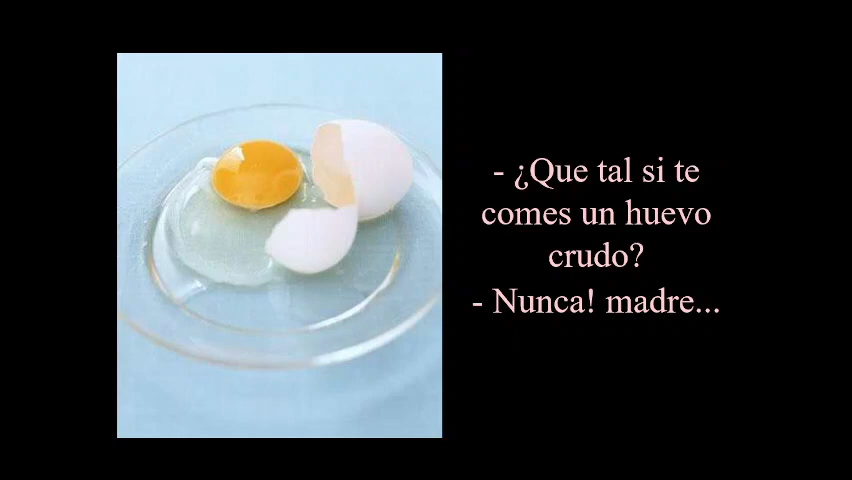 - ¿Que tal si te
comes un huevo
crudo?
- Nunca! madre...